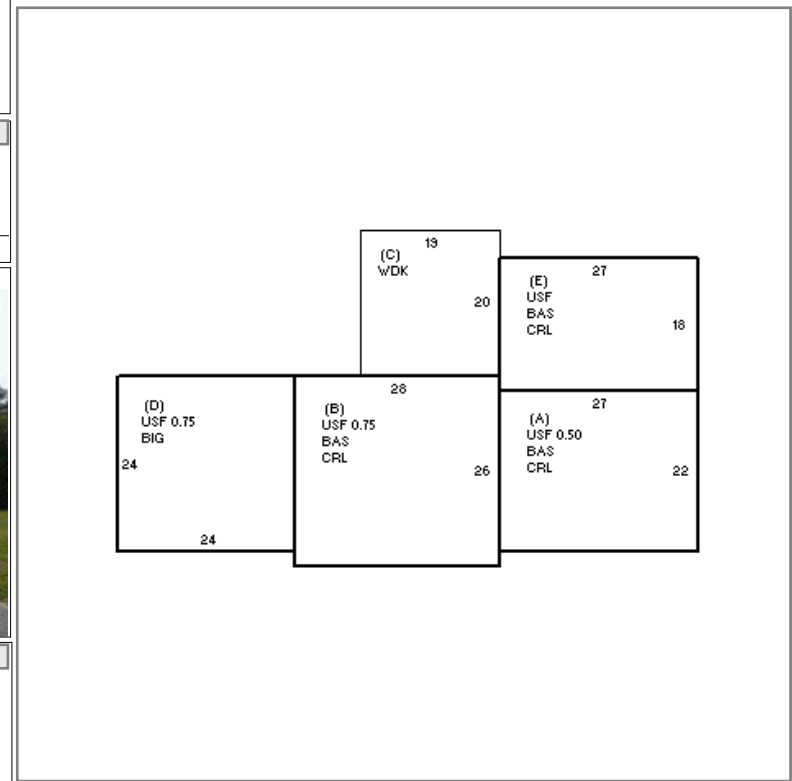 19
(C)
WDK
20
27
(E)
USF
BAS
CRL
18
28
27
(D)
USF 0.75
BIG
24
24
(B)
USF 0.75
BAS
CRL
26
(A)
USF 0.50
BAS
CRL
22